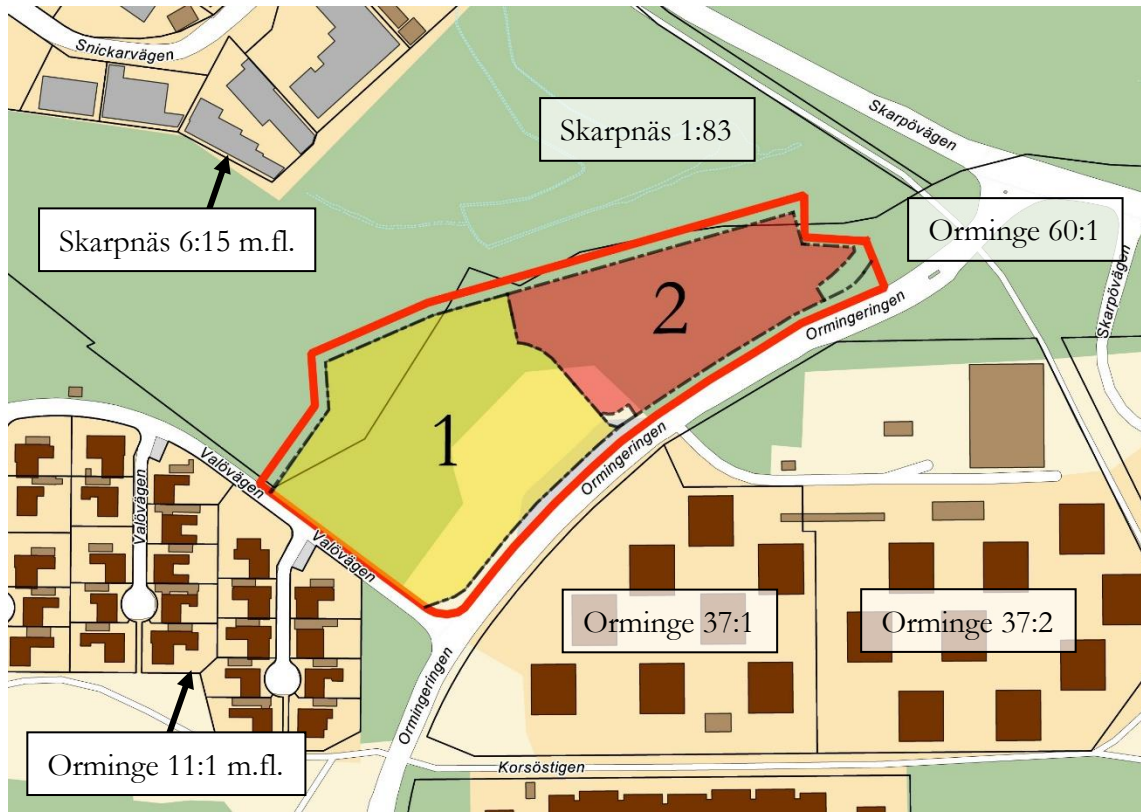 Snickarvägen
Skarpnäs 1:83
Skarpövägen
Skarpnäs 6:15 m.fl.
Orminge 60:1
Ormingeringen
Skarpövägen
2
1
Ormingeringen
Valövägen
Valövägen
Valövägen
Orminge 37:1
Orminge 37:2
Ormingeringen
Orminge 11:1 m.fl.
Korsöstigen